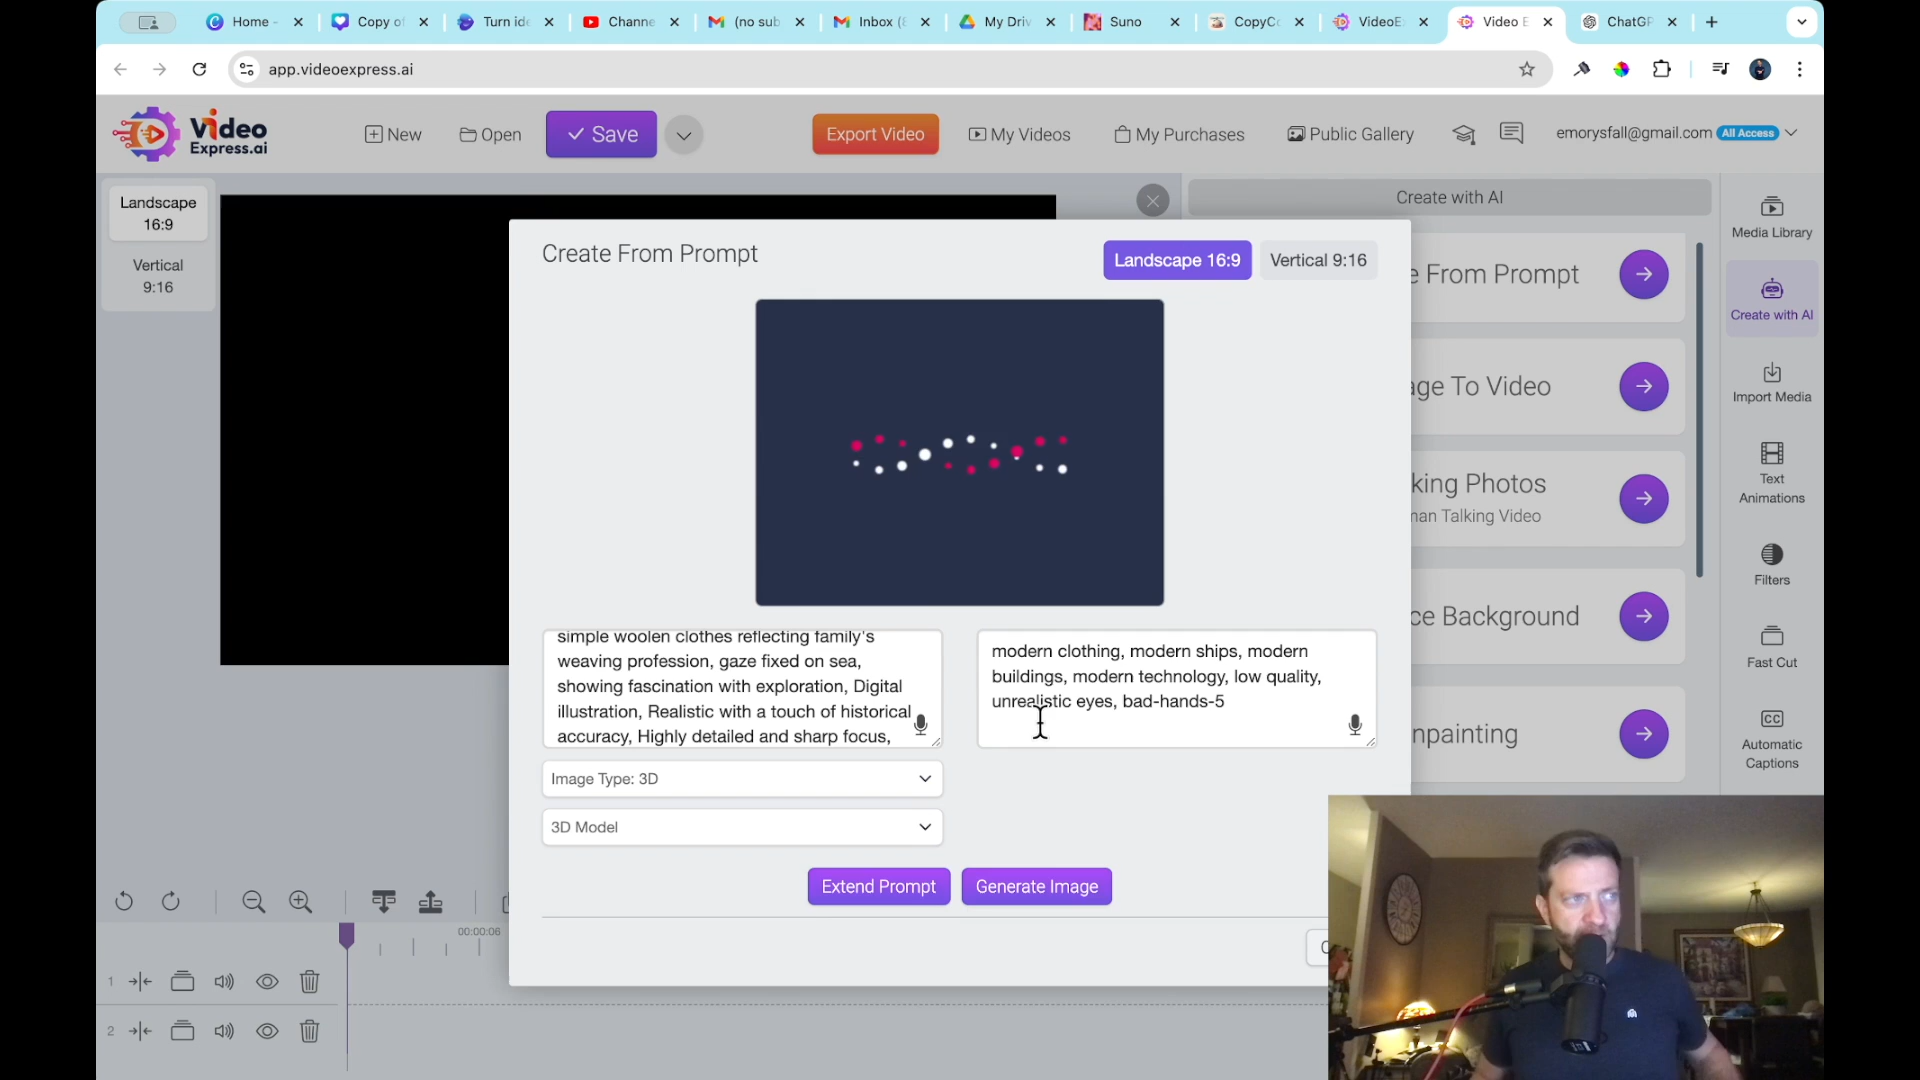 Home -
Copy of
Turn ide
Channe
(no sub
Inbox (8
My Driv
Suno
CopyCo
VideoE
Video E
ChatGP
app.videoexpress.ai
Video
Express.ai
New
Open
Save
Export Video
My Videos
My Purchases
Public Gallery
emorysfall@gmail.com
All Access
Landscape
16:9
Vertical
9:16
Create with AI
e From Prompt
age To Video
king Photos
nan Talking Video
ce Background
npainting
Media Library
Create with AI
Import Media
Text
Animations
Filters
Fast Cut
CC
Automatic
Captions
Create From Prompt
Landscape 16:9
Vertical 9:16
simple woolen clothes reflecting family's
weaving profession, gaze fixed on sea,
showing fascination with exploration, Digital
illustration, Realistic with a touch of historical
accuracy, Highly detailed and sharp focus,
modern clothing, modern ships, modern
buildings, modern technology, low quality,
unrealistic eyes, bad-hands-5
Image Type: 3D
3D Model
Extend Prompt
Generate Image
00:00:06
1
2